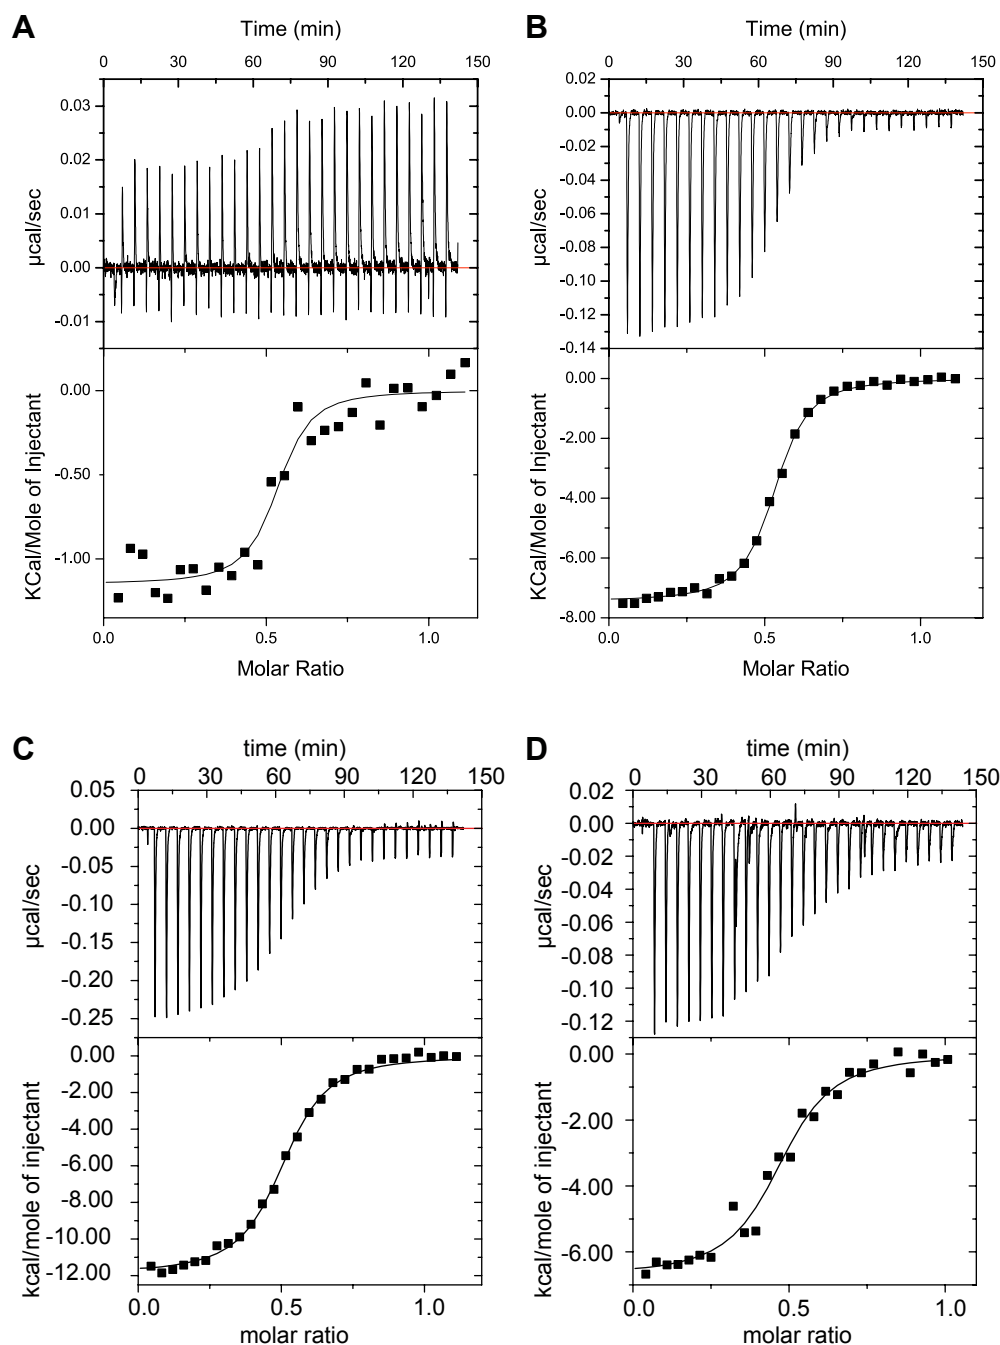 A
Time (min)
0 30 60 90 120 150
0.03
0.02
0.01
0.00
-0.01
µcal/sec
0.00
-0.50
-1.00
KCal/Mole of Injectant
0.0 0.5 1.0
Molar Ratio
B
Time (min)
0 30 60 90 120 150
0.02
0.00
-0.02
-0.04
-0.06
-0.08
-0.10
-0.12
-0.14
µcal/sec
0.00
-2.00
-4.00
-6.00
-8.00
KCal/Mole of Injectant
0.0 0.5 1.0
Molar Ratio
C
time (min)
0 30 60 90 120 150
0.05
0.00
-0.05
-0.10
-0.15
-0.20
-0.25
µcal/sec
0.00
-2.00
-4.00
-6.00
-8.00
-10.00
-12.00
kcal/mole of injectant
0.0 0.5 1.0
molar ratio
D
time (min)
0 30 60 90 120 150
0.02
0.00
-0.02
-0.04
-0.06
-0.08
-0.10
-0.12
µcal/sec
0.00
-2.00
-4.00
-6.00
kcal/mole of injectant
0.0 0.5 1.0
molar ratio